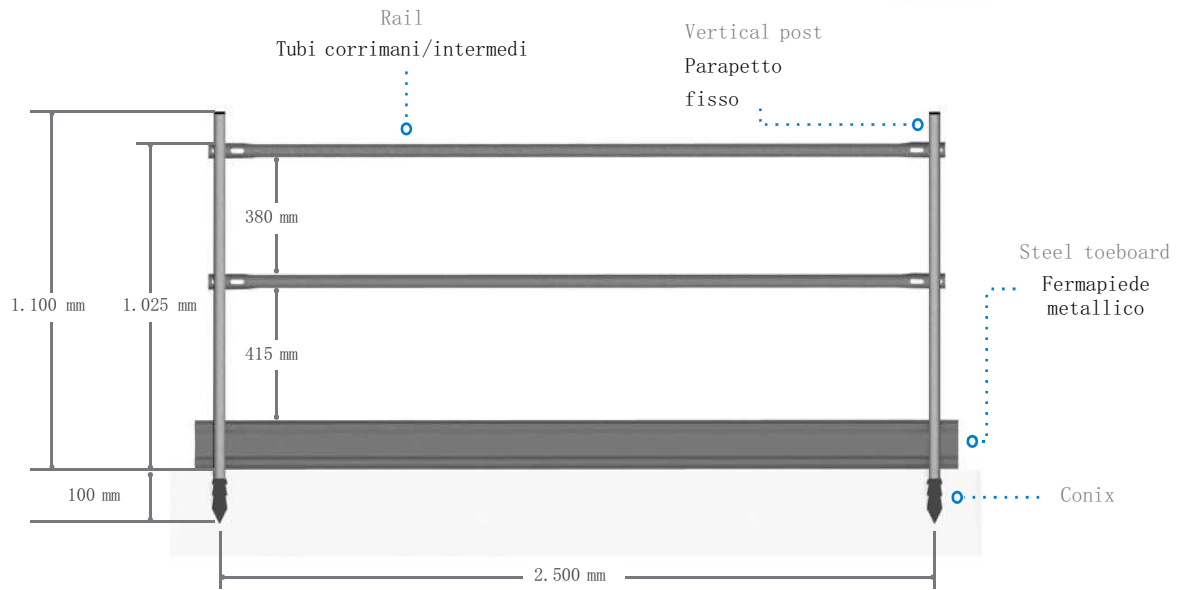 Rail
Tubi corrimani/intermedi
Vertical post
Parapetto
fisso
380 mm
Steel toeboard
Fermapiede
metallico
1.100 mm
1.025 mm
415 mm
100 mm
Conix
2.500 mm